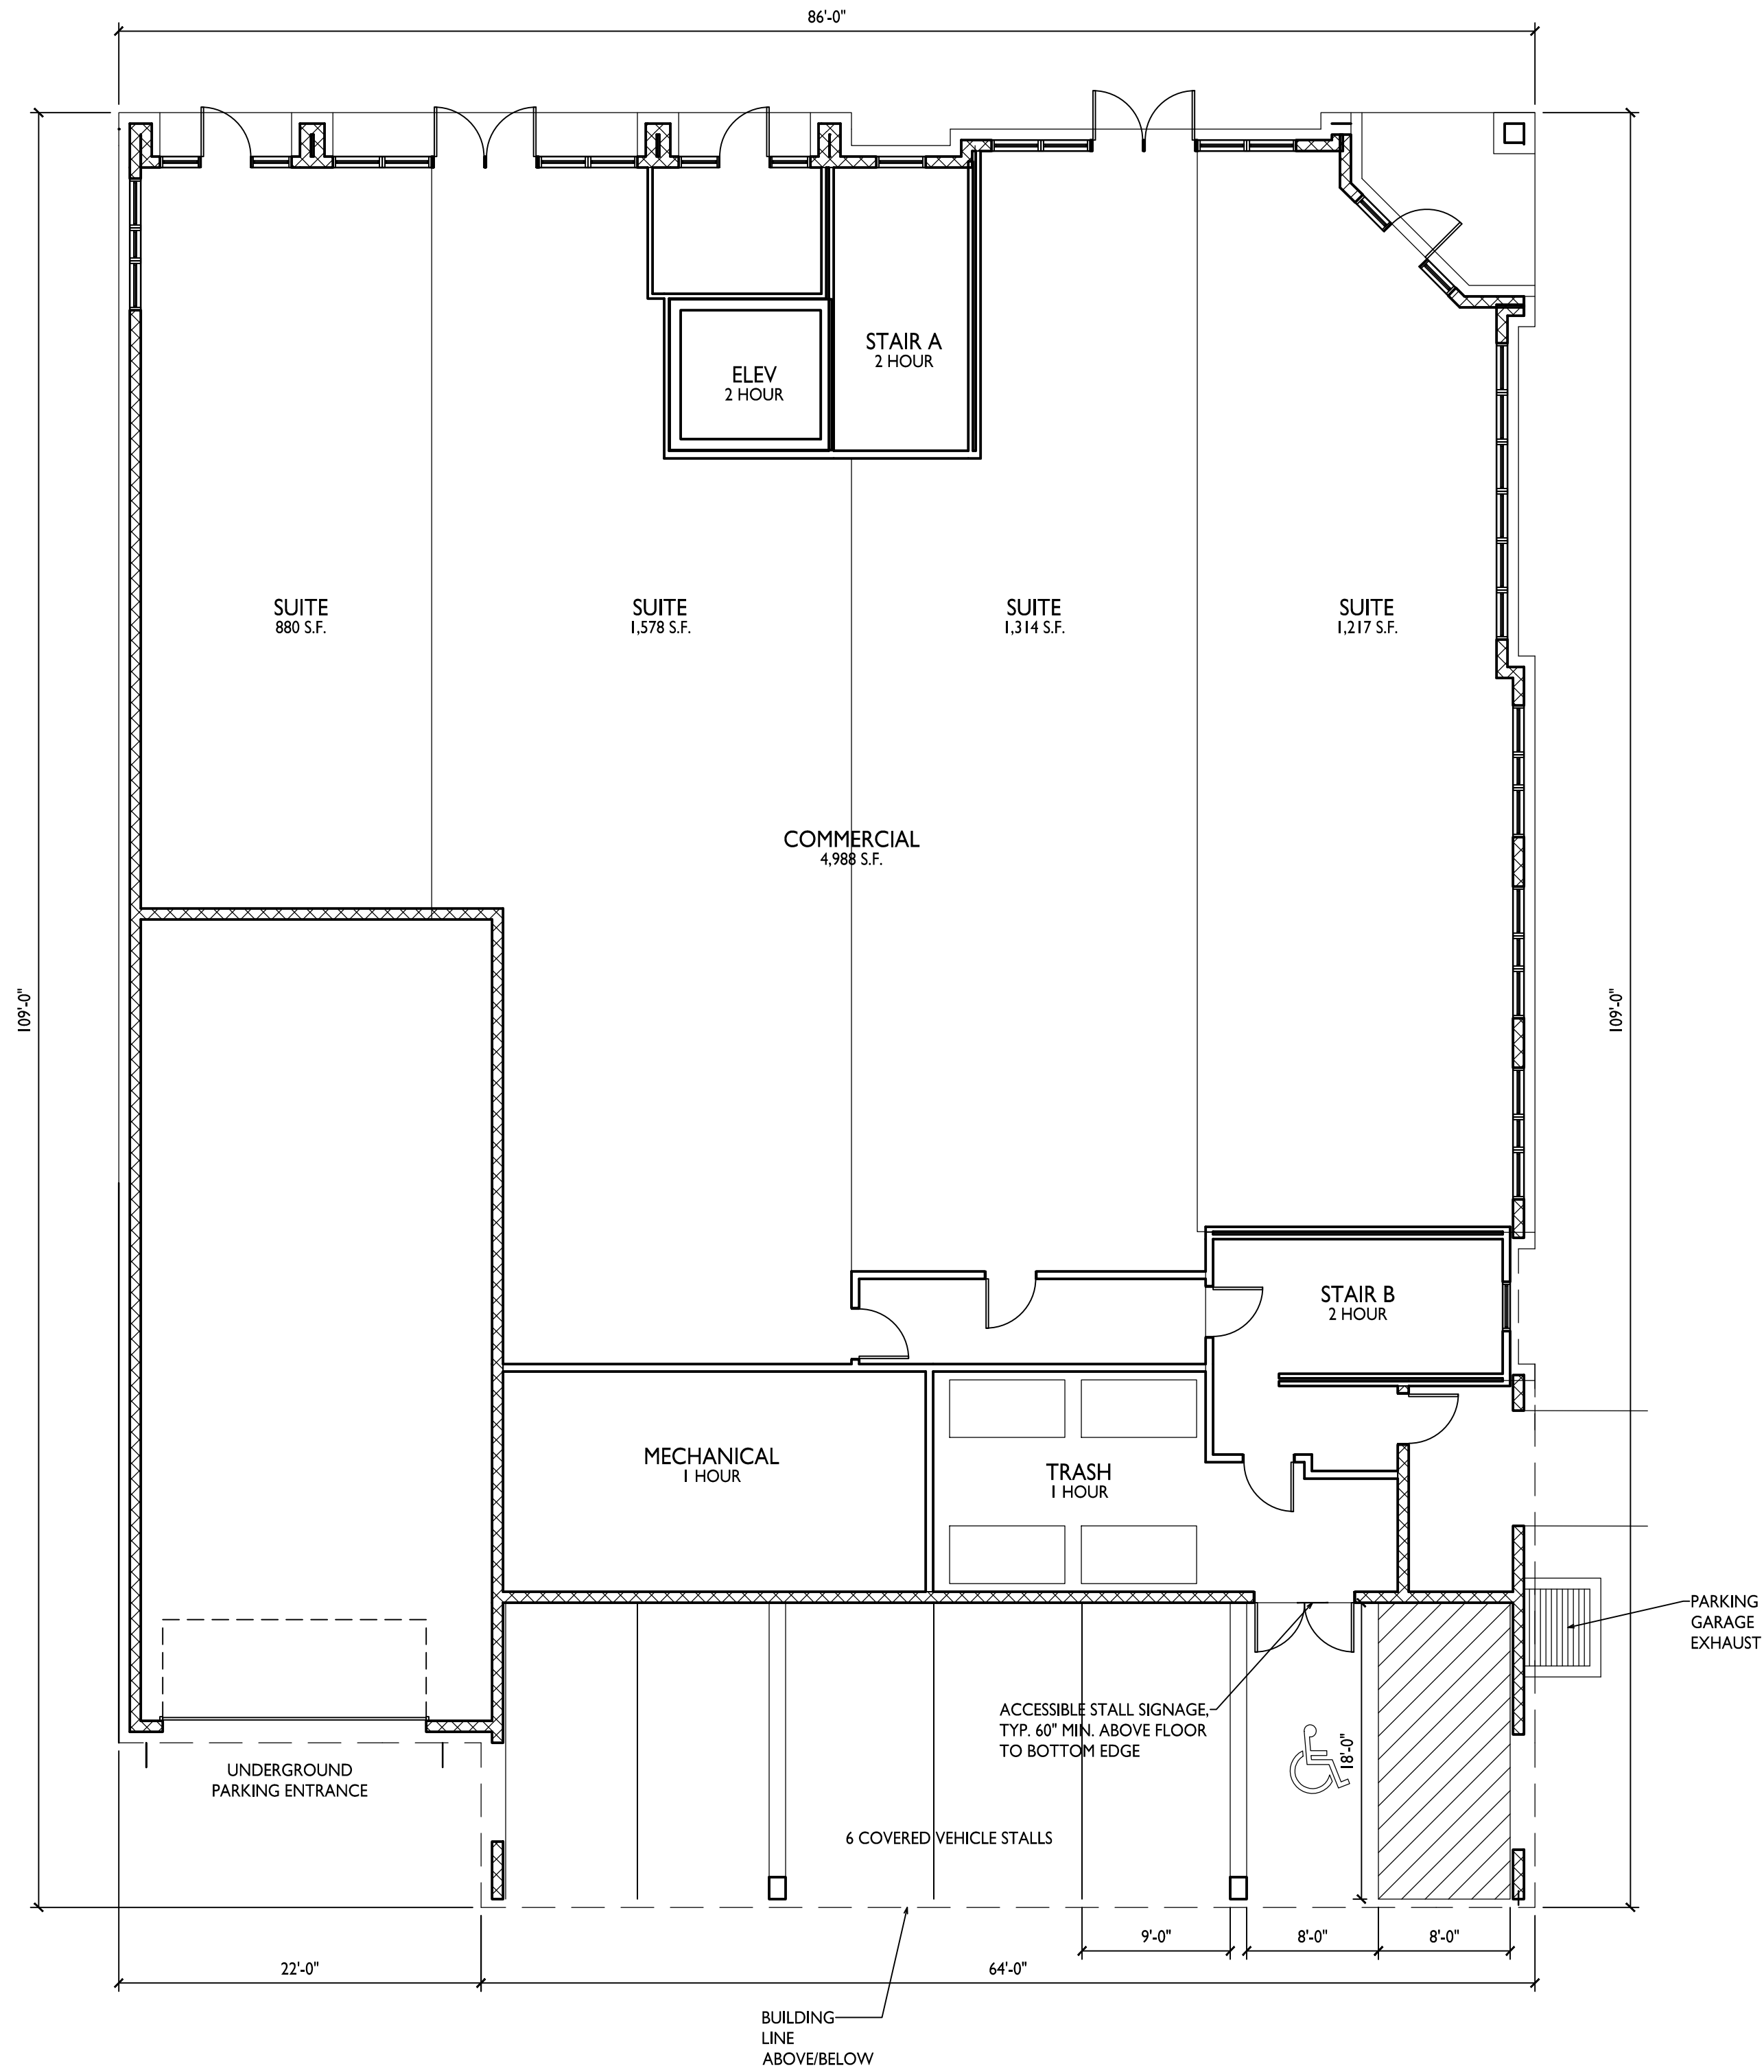 86'-0"
STAIR A
2 HOUR
ELEV
2 HOUR
SUITE
880 S.F.
SUITE
1,578 S.F.
SUITE
1,314 S.F.
SUITE
1,217 S.F.
COMMERCIAL
4,988 S.F.
109'-0"
109'-0"
STAIR B
2 HOUR
MECHANICAL
1 HOUR
TRASH
1 HOUR
PARKING
GARAGE
EXHAUST
ACCESSIBLE STALL SIGNAGE,
TYP. 60" MIN. ABOVE FLOOR
TO BOTTOM EDGE
18'-0"
UNDERGROUND
PARKING ENTRANCE
6 COVERED VEHICLE STALLS
9'-0"
8'-0"
8'-0"
22'-0"
64'-0"
BUILDING
LINE
ABOVE/BELOW